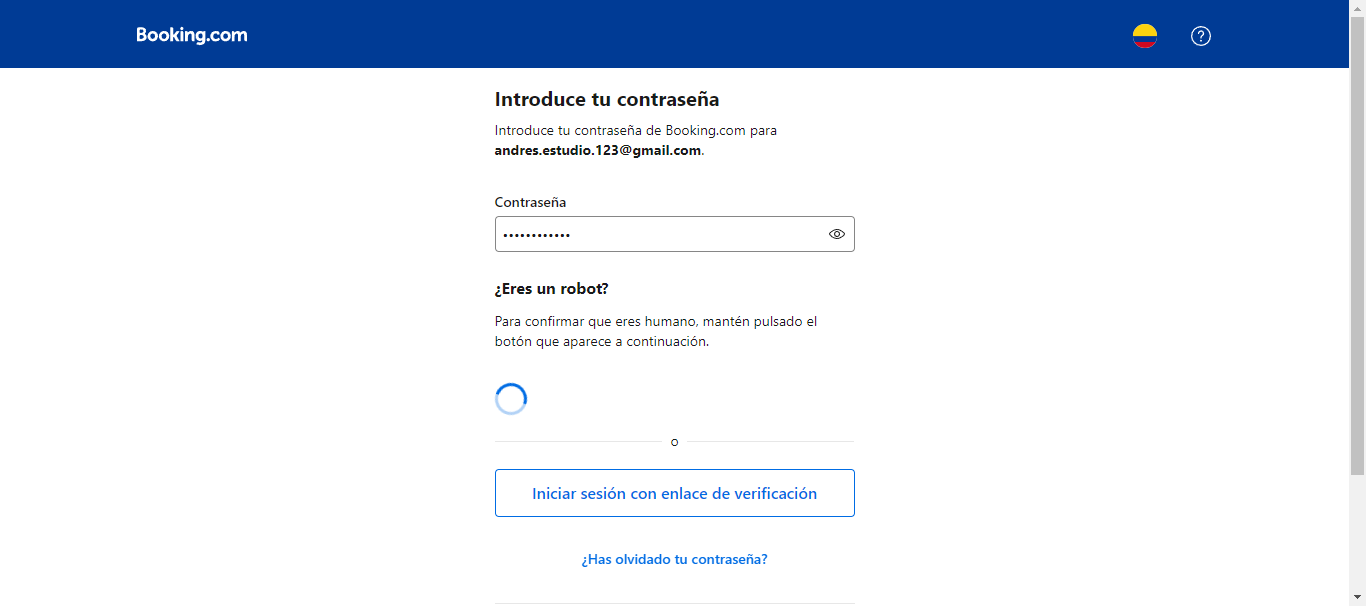 Booking.com
Introduce tu contraseña
Introduce tu contraseña de Booking.com para
andres.estudio.123@gmail.com.
Contraseña
••••••••••••
¿Eres un robot?
Para confirmar que eres humano, mantén pulsado el
botón que aparece a continuación.
o
Iniciar sesión con enlace de verificación
¿Has olvidado tu contraseña?